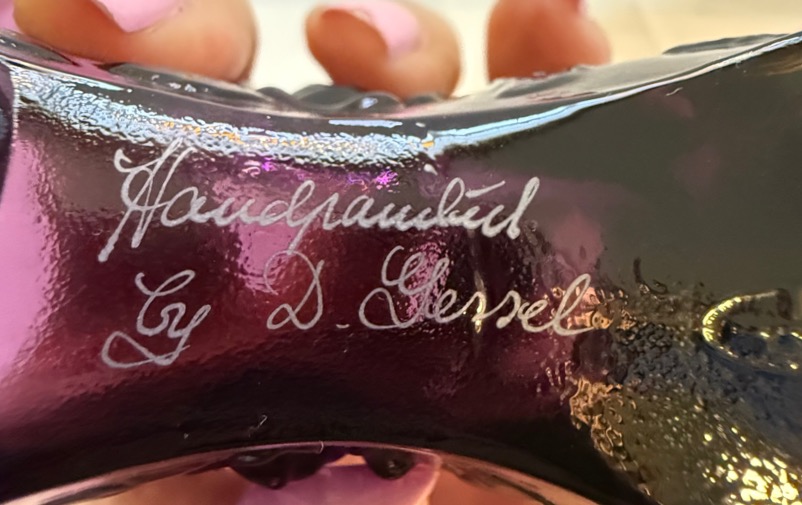 Handpainted
by D. Gessel